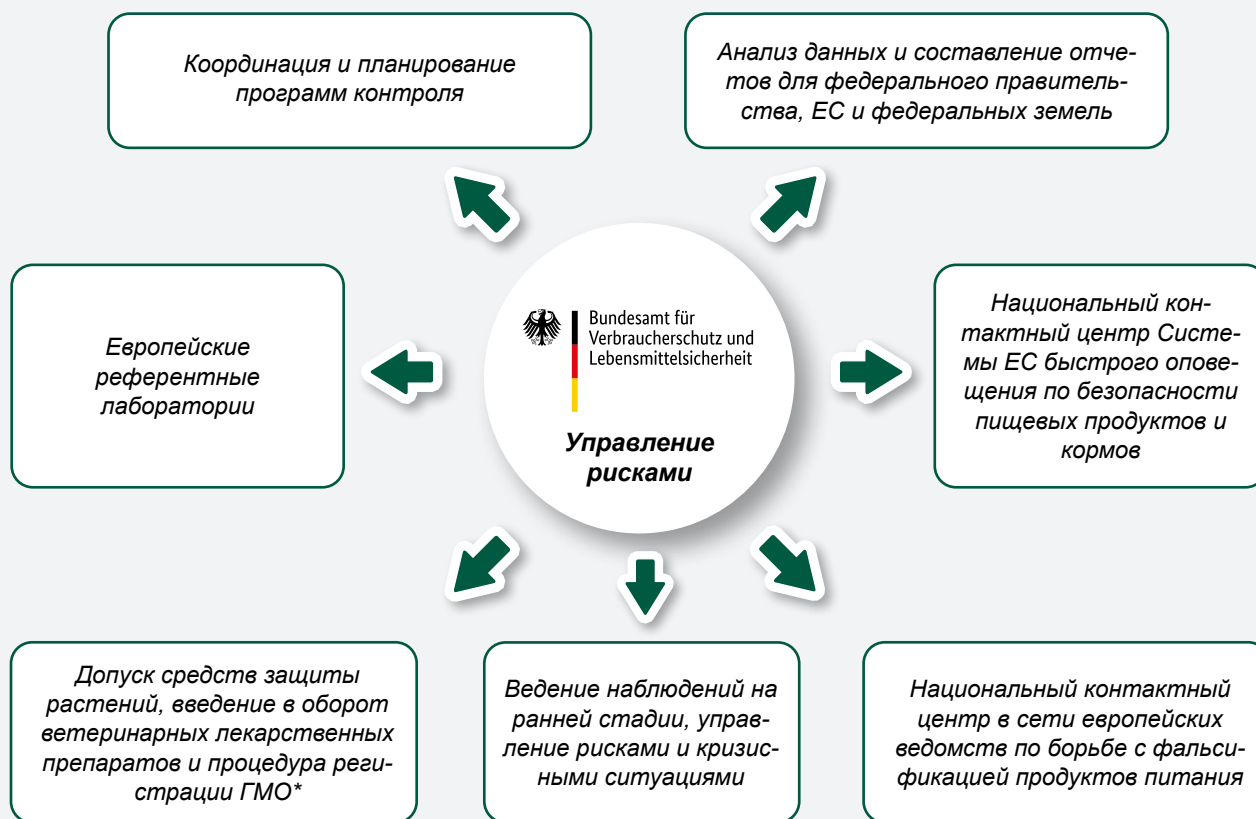 Координация и планирование
программ контроля
Анализ данных и составление отче-
тов для федерального правитель-
ства, ЕС и федеральных земель
Европейские
референтные
лаборатории
Bundesamt für
Verbraucherschutz und
Lebensmittelsicherheit
Управление
рисками
Национальный кон-
тактный центр Систе-
мы ЕС быстрого опове-
щения по безопасности
пищевых продуктов и
кормов
Допуск средств защиты
растений, введение в оборот
ветеринарных лекарственных
препаратов и процедура реги-
страции ГМО*
Ведение наблюдений на
ранней стадии, управ-
ление рисками и кризис-
ными ситуациями
Национальный контактный
центр в сети европейских
ведомств по борьбе с фальси-
фикацией продуктов питания